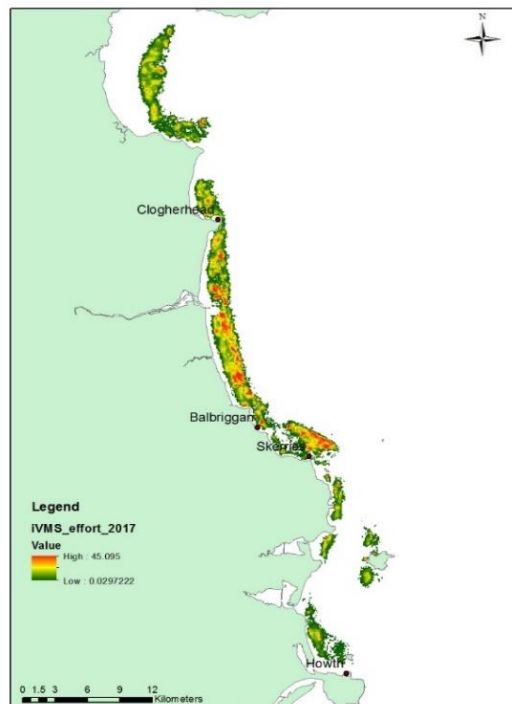 N
Clogherhead
Balbriggan
Skerries
Legend
iVMS_effort_2017
Value
High : 45.095
Low : 0.0297222
Howth
0 1.5 3 6 9 12
Kilometers